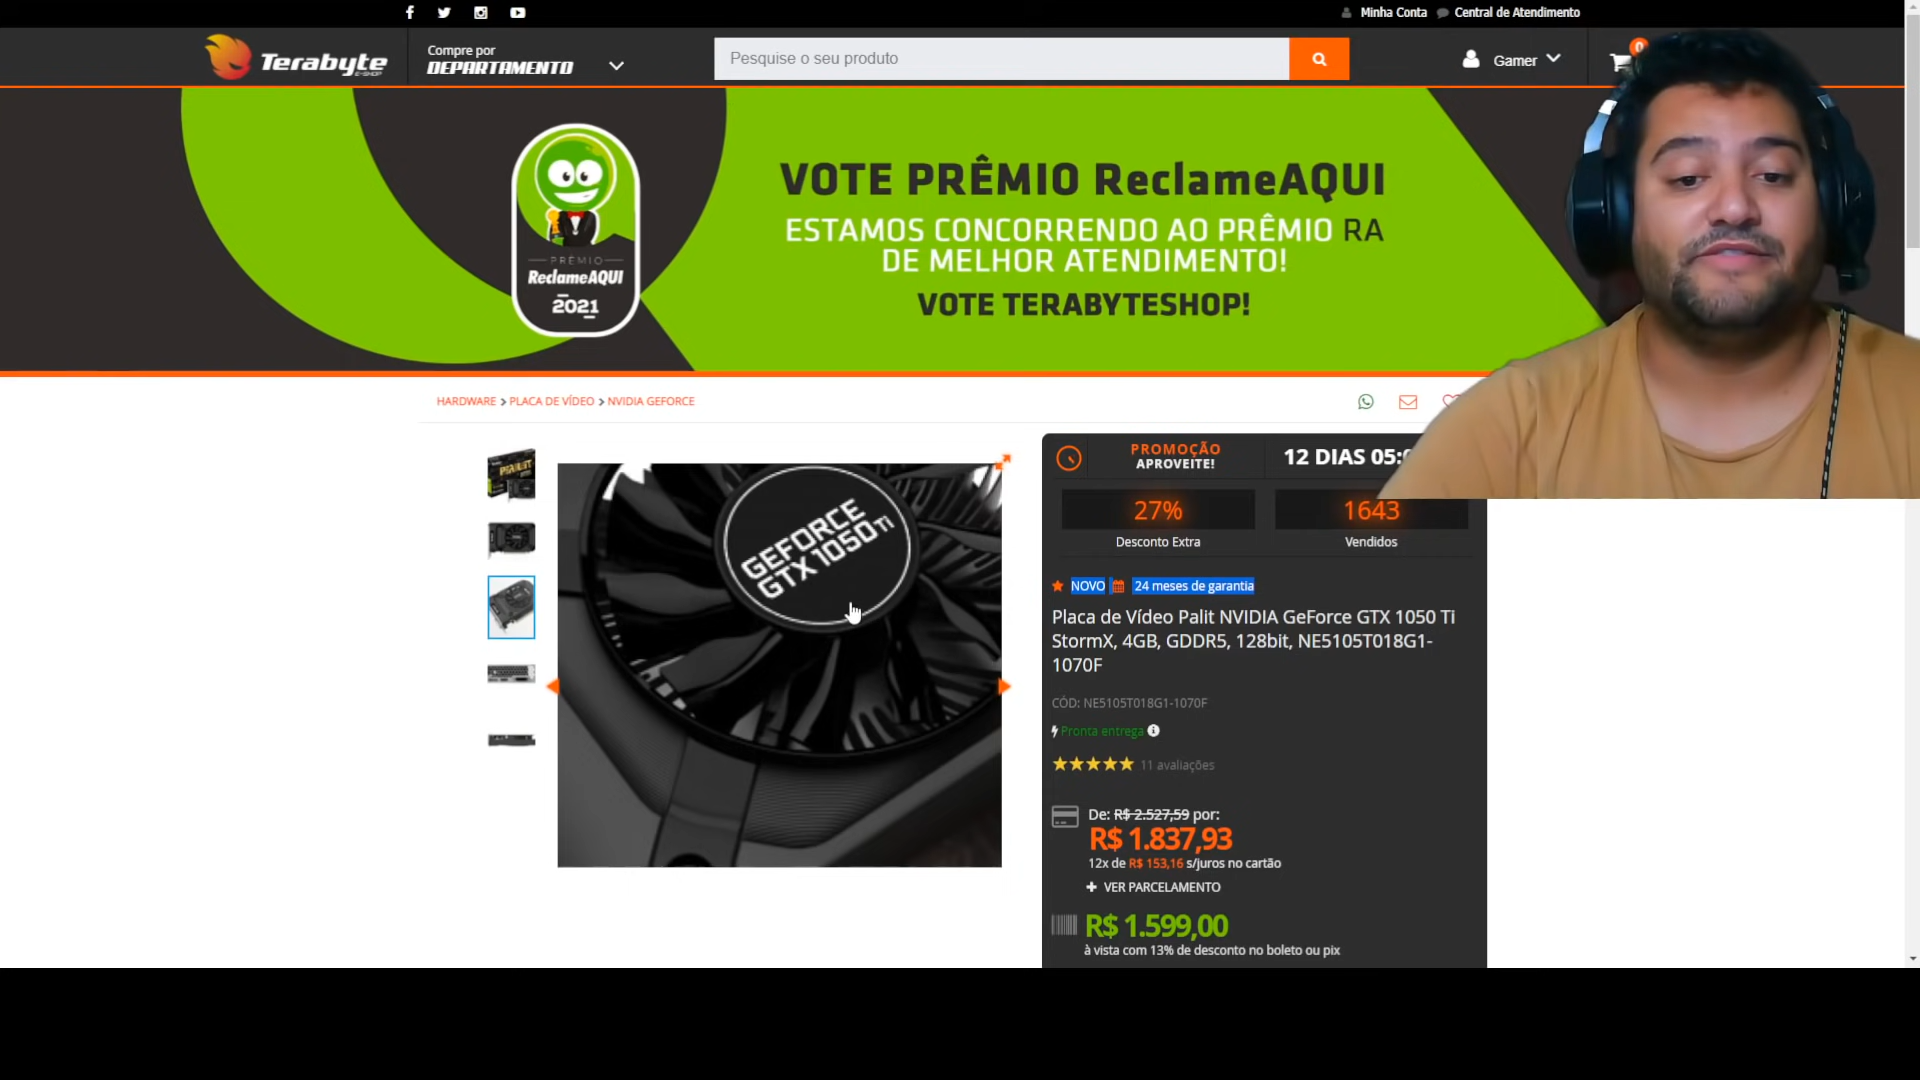 Minha Conta
Central de Atendimento
Terabyte
E-SHOP
Compre por
DEPARTAMENTO
Pesquise o seu produto
Gamer
0
PRÊMIO
ReclameAQUI
2021
VOTE PRÊMIO ReclameAQUI
ESTAMOS CONCORRENDO AO PRÊMIO RA
DE MELHOR ATENDIMENTO!
VOTE TERABYTESHOP!
HARDWARE > PLACA DE VÍDEO > NVIDIA GEFORCE
GEFORCE
GTX 1050 Ti
PROMOÇÃO
APROVEITE!
12 DIAS 05:
27%
Desconto Extra
1643
Vendidos
NOVO 24 meses de garantia
Placa de Vídeo Palit NVIDIA GeForce GTX 1050 Ti
StormX, 4GB, GDDR5, 128bit, NE5105T018G1-
1070F
CÓD: NE5105T018G1-1070F
Pronta entrega
11 avaliações
De: R$ 2.527,59 por:
R$ 1.837,93
12x de R$ 153,16 s/juros no cartão
+ VER PARCELAMENTO
R$ 1.599,00
à vista com 13% de desconto no boleto ou pix